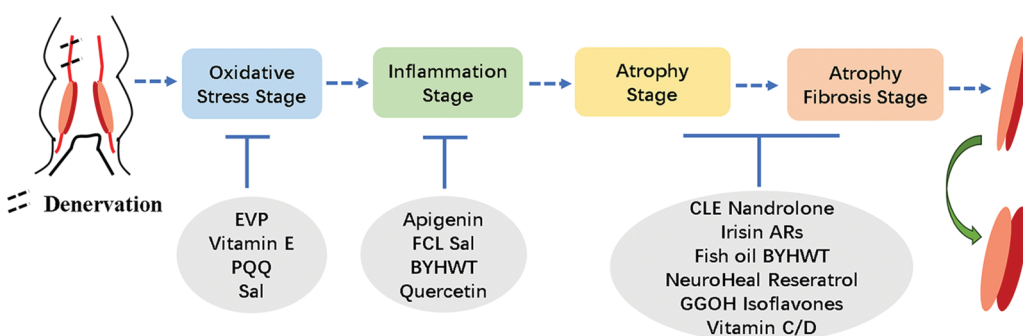 Oxidative
Stress Stage
Inflammation
Stage
Atrophy
Stage
Atrophy
Fibrosis Stage
Denervation
EVP
Vitamin E
PQQ
Sal
Apigenin
FCL Sal
BYHWT
Quercetin
CLE Nandrolone
Irisin ARs
Fish oil BYHWT
NeuroHeal Reseratrol
GGOH Isoflavones
Vitamin C/D